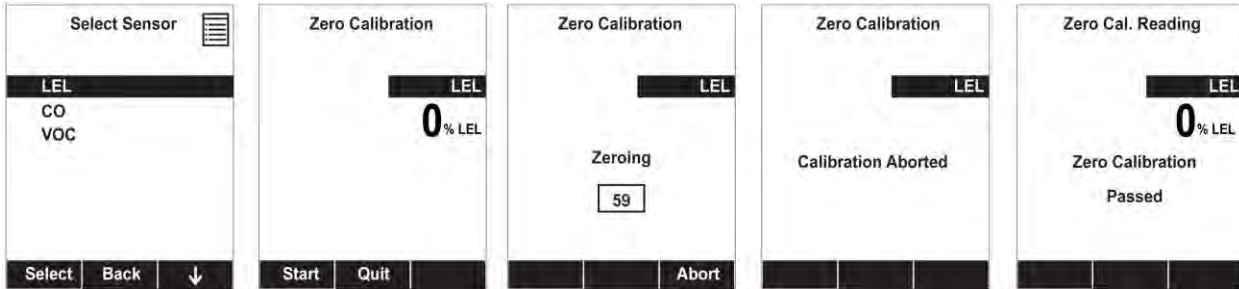 Select Sensor
LEL
CO
VOC
Select Back ↓
Zero Calibration
LEL
0 % LEL
Start Quit
Zero Calibration
LEL
Zeroing
59
Abort
Zero Calibration
LEL
Calibration Aborted
Zero Cal. Reading
LEL
0 % LEL
Zero Calibration
Passed